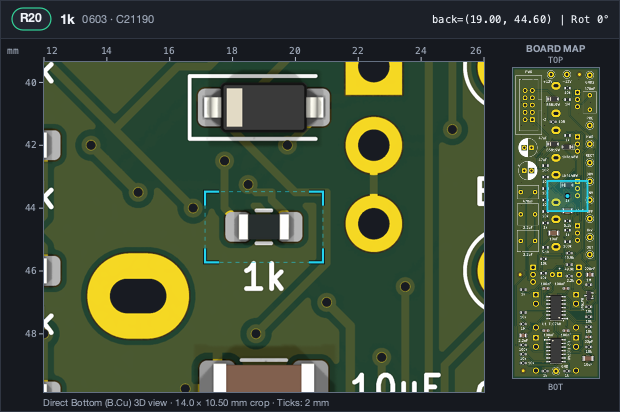 R20 1k 0603 · C21190 back=(19.00, 44.60) | Rot 0°
mm 12 14 16 18 20 22 24 26
40
42
44
46
48
1k
10uF
Direct Bottom (B.Cu) 3D view · 14.0 × 10.50 mm crop · Ticks: 2 mm
BOARD MAP
TOP
BOT